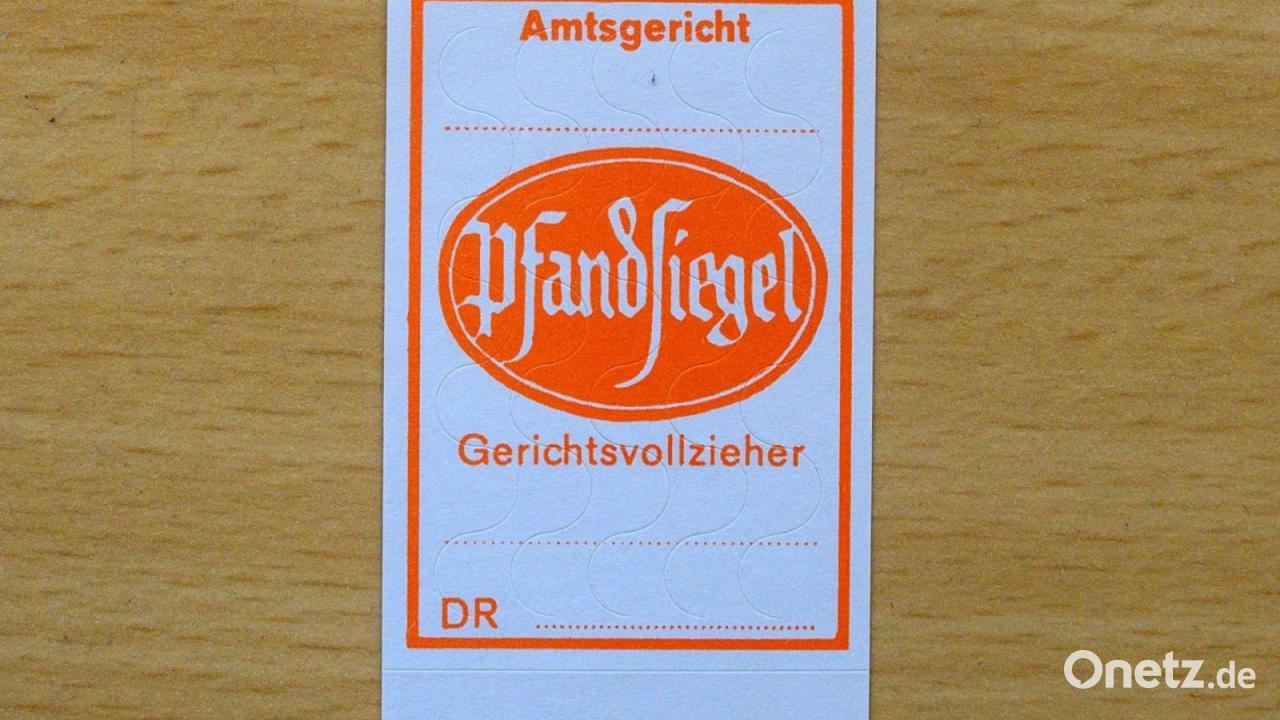 Amtsgericht
Pfandſiegel
Gerichtsvollzieher
DR
Onetz.de